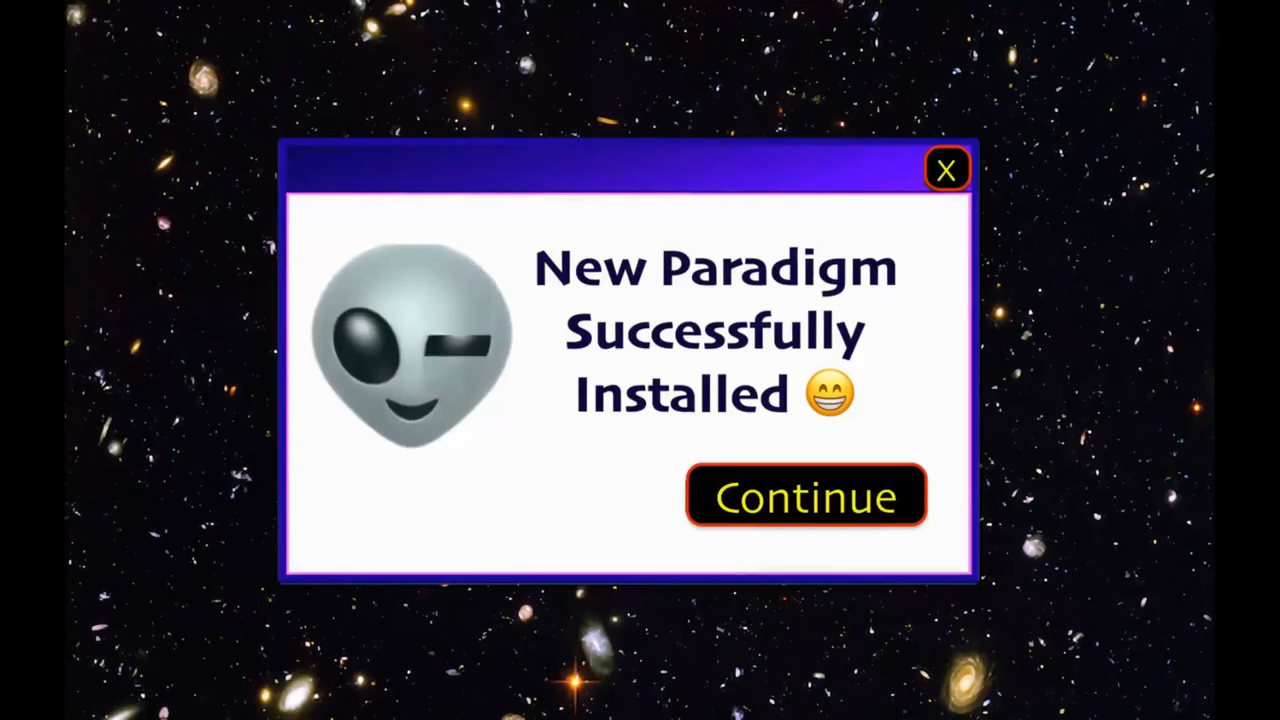 X
New Paradigm
Successfully
Installed 😁
Continue